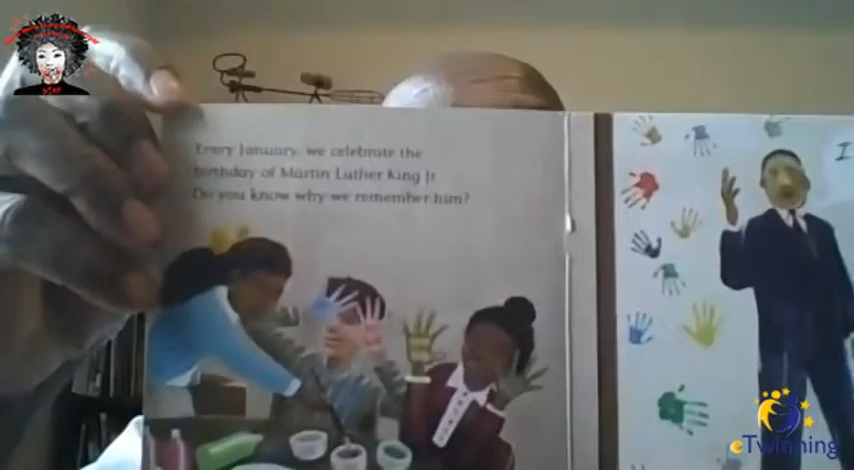 Every January, we celebrate the
birthday of Martin Luther King Jr.
Do you know why we remember him?
I
eTwinning